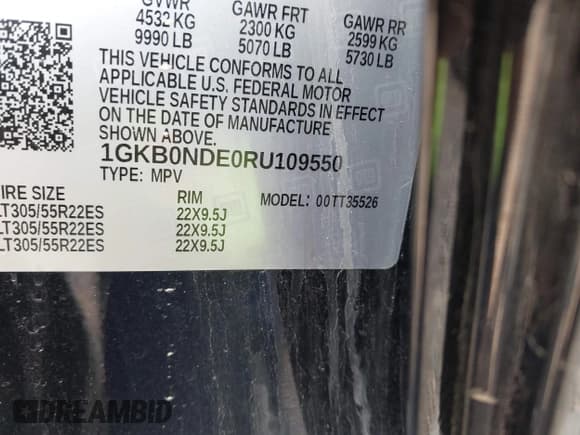 GVWR GAWR FRT GAWR RR
4532 KG 2300 KG 2599 KG
9990 LB 5070 LB 5730 LB
THIS VEHICLE CONFORMS TO ALL
APPLICABLE U.S. FEDERAL MOTOR
VEHICLE SAFETY STANDARDS IN EFFECT
ON THE DATE OF MANUFACTURE
SHOWN ABOVE.
1GKB0NDE0RU109550
TYPE: MPV MODEL: 00TT35526
IRE SIZE RIM
LT305/55R22ES 22X9.5J
LT305/55R22ES 22X9.5J
LT305/55R22ES 22X9.5J
DREAMBID